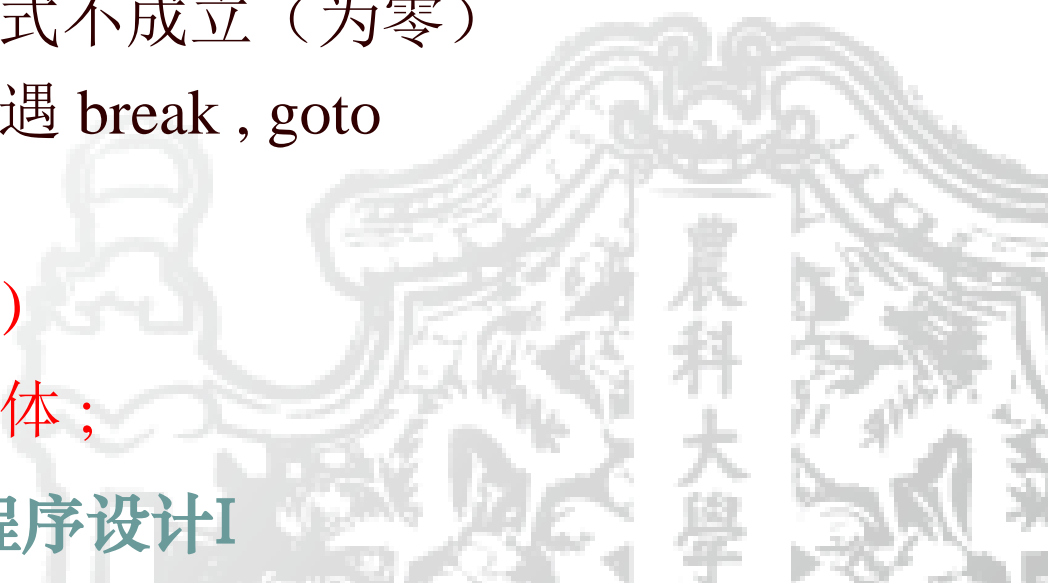 式不成立（为零）
遇 break , goto
)
体 ;
程序设计I
農
科
大
學